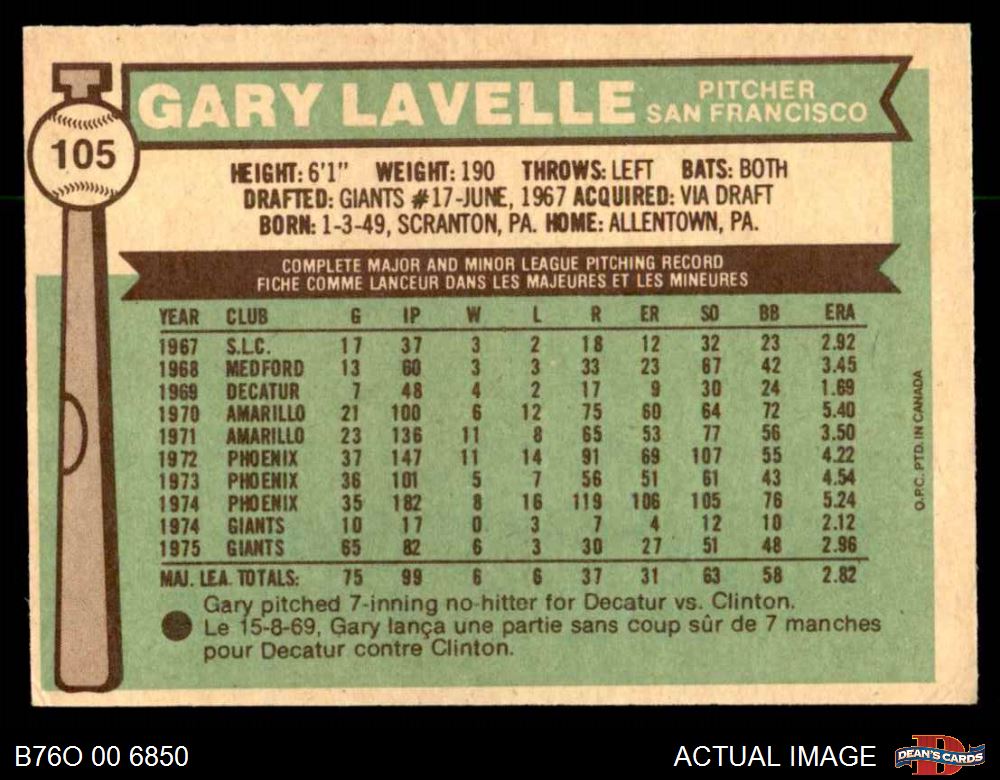 GARY LAVELLE
PITCHER
SAN FRANCISCO
105
HEIGHT: 6'1" WEIGHT: 190 THROWS: LEFT BATS: BOTH
DRAFTED: GIANTS #17-JUNE, 1967 ACQUIRED: VIA DRAFT
BORN: 1-3-49, SCRANTON, PA. HOME: ALLENTOWN, PA.
COMPLETE MAJOR AND MINOR LEAGUE PITCHING RECORD
FICHE COMME LANCEUR DANS LES MAJEURES ET LES MINEURES
YEAR CLUB G IP W L R ER SO BB ERA
1967 S.L.C. 17 37 3 2 18 12 32 23 2.92
1968 MEDFORD 13 60 3 3 33 23 67 42 3.45
1969 DECATUR 7 48 4 2 17 9 30 24 1.69
1970 AMARILLO 21 100 6 12 75 60 64 72 5.40
1971 AMARILLO 23 136 11 8 65 53 77 56 3.50
1972 PHOENIX 37 147 11 14 91 69 107 55 4.22
1973 PHOENIX 36 101 5 7 56 51 61 43 4.54
1974 PHOENIX 35 182 8 16 119 106 105 76 5.24
1974 GIANTS 10 17 0 3 7 4 12 10 2.12
1975 GIANTS 65 82 6 3 30 27 51 48 2.96
MAJ. LEA. TOTALS: 75 99 6 6 37 31 63 58 2.82
Gary pitched 7-inning no-hitter for Decatur vs. Clinton.
Le 15-8-69, Gary lança une partie sans coup sûr de 7 manches
pour Decatur contre Clinton.
O.P.C. PTD. IN CANADA
B76O 00 6850
ACTUAL IMAGE
D
DEAN'S CARDS